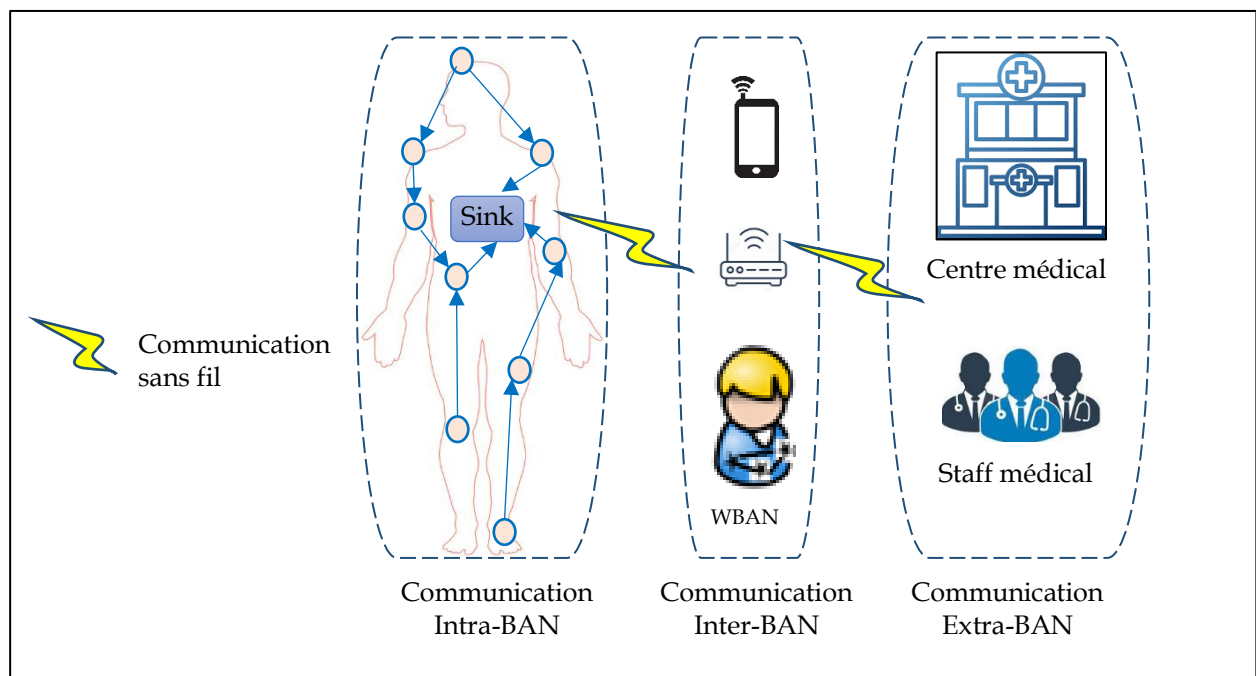 Sink
Centre médical
Communication
sans fil
Staff médical
WBAN
Communication
Intra-BAN
Communication
Inter-BAN
Communication
Extra-BAN